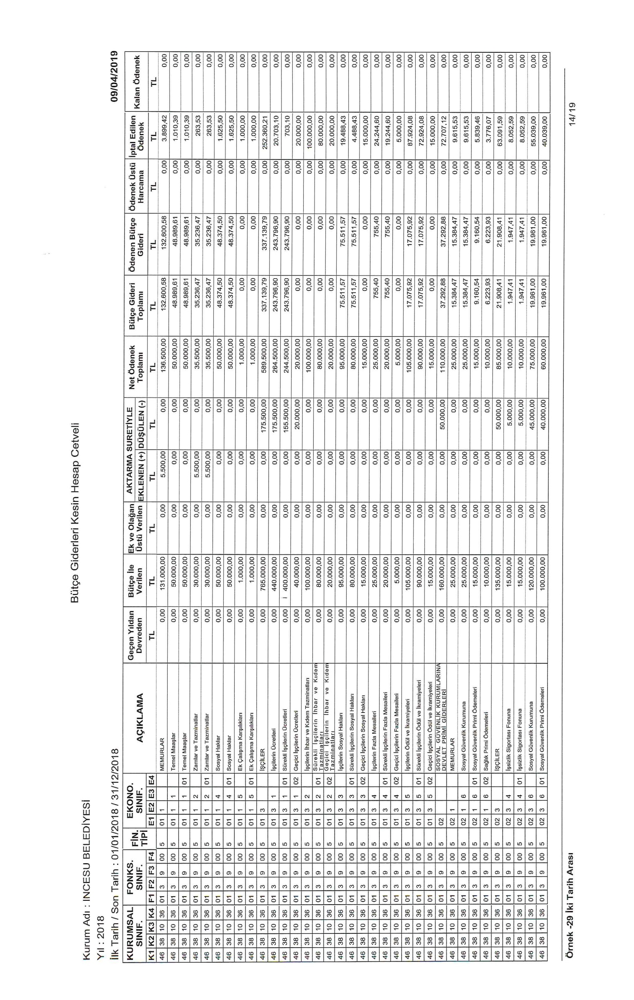 Bütçe Giderleri Kesin Hesap Cetveli
Kurum Adı : INCESU BELEDİYESİ
Yıl : 2018
İlk Tarih / Son Tarih : 01/01/2018 / 31/12/2018 09/04/2019
KURUMSAL SINIF. FONKS. SINIF. FİN. TİPİ EKONO. SINIF. AÇIKLAMA Geçen Yıldan Devreden Bütçe İle Verilen Ek ve Olağan Üstü Verilen AKTARMA SURETİYLE Net Ödenek Toplamı Bütçe Gideri Toplamı Ödenen Bütçe Gideri Ödenek Üstü Harcama İptal Edilen Ödenek Kalan Ödenek
EKLENEN (+) DÜŞÜLEN (-)
K1 K2 K3 K4 F1 F2 F3 F4 E1 E2 E3 E4 TL TL TL TL TL TL TL TL TL TL TL
46 38 10 36 01 3 9 00 5 01 1 MEMURLAR 0,00 131.000,00 0,00 5.500,00 0,00 136.500,00 132.600,58 132.600,58 0,00 3.899,42 0,00
46 38 10 36 01 3 9 00 5 01 1 1 Temel Maaşlar 0,00 50.000,00 0,00 0,00 0,00 50.000,00 48.989,61 48.989,61 0,00 1.010,39 0,00
46 38 10 36 01 3 9 00 5 01 1 1 01 Temel Maaşlar 0,00 50.000,00 0,00 0,00 0,00 50.000,00 48.989,61 48.989,61 0,00 1.010,39 0,00
46 38 10 36 01 3 9 00 5 01 1 2 Zamlar ve Tazminatlar 0,00 30.000,00 0,00 5.500,00 0,00 35.500,00 35.236,47 35.236,47 0,00 263,53 0,00
46 38 10 36 01 3 9 00 5 01 1 2 01 Zamlar ve Tazminatlar 0,00 30.000,00 0,00 5.500,00 0,00 35.500,00 35.236,47 35.236,47 0,00 263,53 0,00
46 38 10 36 01 3 9 00 5 01 1 4 Sosyal Haklar 0,00 50.000,00 0,00 0,00 0,00 50.000,00 48.374,50 48.374,50 0,00 1.625,50 0,00
46 38 10 36 01 3 9 00 5 01 1 4 01 Sosyal Haklar 0,00 50.000,00 0,00 0,00 0,00 50.000,00 48.374,50 48.374,50 0,00 1.625,50 0,00
46 38 10 36 01 3 9 00 5 01 1 5 Ek Çalışma Karşılıkları 0,00 1.000,00 0,00 0,00 0,00 1.000,00 0,00 0,00 0,00 1.000,00 0,00
46 38 10 36 01 3 9 00 5 01 1 5 01 Ek Çalışma Karşılıkları 0,00 1.000,00 0,00 0,00 0,00 1.000,00 0,00 0,00 0,00 1.000,00 0,00
46 38 10 36 01 3 9 00 5 01 3 İŞÇİLER 0,00 765.000,00 0,00 0,00 175.500,00 589.500,00 337.139,79 337.139,79 0,00 252.360,21 0,00
46 38 10 36 01 3 9 00 5 01 3 1 İşçilerin Ücretleri 0,00 440.000,00 0,00 0,00 175.500,00 264.500,00 243.796,90 243.796,90 0,00 20.703,10 0,00
46 38 10 36 01 3 9 00 5 01 3 1 01 Sürekli İşçilerin Ücretleri 0,00 400.000,00 0,00 0,00 155.500,00 244.500,00 243.796,90 243.796,90 0,00 703,10 0,00
46 38 10 36 01 3 9 00 5 01 3 1 02 Geçici İşçilerin Ücretleri 0,00 40.000,00 0,00 0,00 20.000,00 20.000,00 0,00 0,00 0,00 20.000,00 0,00
46 38 10 36 01 3 9 00 5 01 3 2 İşçilerin İhbar ve Kıdem Tazminatları 0,00 100.000,00 0,00 0,00 0,00 100.000,00 0,00 0,00 0,00 100.000,00 0,00
46 38 10 36 01 3 9 00 5 01 3 2 01 Sürekli İşçilerin İhbar ve Kıdem Tazminatları 0,00 80.000,00 0,00 0,00 0,00 80.000,00 0,00 0,00 0,00 80.000,00 0,00
46 38 10 36 01 3 9 00 5 01 3 2 02 Geçici İşçilerin İhbar ve Kıdem Tazminatları 0,00 20.000,00 0,00 0,00 0,00 20.000,00 0,00 0,00 0,00 20.000,00 0,00
46 38 10 36 01 3 9 00 5 01 3 3 İşçilerin Sosyal Hakları 0,00 95.000,00 0,00 0,00 0,00 95.000,00 75.511,57 75.511,57 0,00 19.488,43 0,00
46 38 10 36 01 3 9 00 5 01 3 3 01 Sürekli İşçilerin Sosyal Hakları 0,00 80.000,00 0,00 0,00 0,00 80.000,00 75.511,57 75.511,57 0,00 4.488,43 0,00
46 38 10 36 01 3 9 00 5 01 3 3 02 Geçici İşçilerin Sosyal Hakları 0,00 15.000,00 0,00 0,00 0,00 15.000,00 0,00 0,00 0,00 15.000,00 0,00
46 38 10 36 01 3 9 00 5 01 3 4 İşçilerin Fazla Mesaileri 0,00 25.000,00 0,00 0,00 0,00 25.000,00 755,40 755,40 0,00 24.244,60 0,00
46 38 10 36 01 3 9 00 5 01 3 4 01 Sürekli İşçilerin Fazla Mesaileri 0,00 20.000,00 0,00 0,00 0,00 20.000,00 755,40 755,40 0,00 19.244,60 0,00
46 38 10 36 01 3 9 00 5 01 3 4 02 Geçici İşçilerin Fazla Mesaileri 0,00 5.000,00 0,00 0,00 0,00 5.000,00 0,00 0,00 0,00 5.000,00 0,00
46 38 10 36 01 3 9 00 5 01 3 5 İşçilerin Ödül ve İkramiyeleri 0,00 105.000,00 0,00 0,00 0,00 105.000,00 17.075,92 17.075,92 0,00 87.924,08 0,00
46 38 10 36 01 3 9 00 5 01 3 5 01 Sürekli İşçilerin Ödül ve İkramiyeleri 0,00 90.000,00 0,00 0,00 0,00 90.000,00 17.075,92 17.075,92 0,00 72.924,08 0,00
46 38 10 36 01 3 9 00 5 01 3 5 02 Geçici İşçilerin Ödül ve İkramiyeleri 0,00 15.000,00 0,00 0,00 0,00 15.000,00 0,00 0,00 0,00 15.000,00 0,00
46 38 10 36 01 3 9 00 5 02 SOSYAL GÜVENLİK KURUMLARINA DEVLET PRİMİ GİDERLERİ 0,00 160.000,00 0,00 0,00 50.000,00 110.000,00 37.292,88 37.292,88 0,00 72.707,12 0,00
46 38 10 36 01 3 9 00 5 02 1 MEMURLAR 0,00 25.000,00 0,00 0,00 0,00 25.000,00 15.384,47 15.384,47 0,00 9.615,53 0,00
46 38 10 36 01 3 9 00 5 02 1 6 Sosyal Güvenlik Kurumuna 0,00 25.000,00 0,00 0,00 0,00 25.000,00 15.384,47 15.384,47 0,00 9.615,53 0,00
46 38 10 36 01 3 9 00 5 02 1 6 01 Sosyal Güvenlik Primi Ödemeleri 0,00 15.000,00 0,00 0,00 0,00 15.000,00 9.160,54 9.160,54 0,00 5.839,46 0,00
46 38 10 36 01 3 9 00 5 02 1 6 02 Sağlık Primi Ödemeleri 0,00 10.000,00 0,00 0,00 0,00 10.000,00 6.223,93 6.223,93 0,00 3.776,07 0,00
46 38 10 36 01 3 9 00 5 02 3 İŞÇİLER 0,00 135.000,00 0,00 0,00 50.000,00 85.000,00 21.908,41 21.908,41 0,00 63.091,59 0,00
46 38 10 36 01 3 9 00 5 02 3 4 İşsizlik Sigortası Fonuna 0,00 15.000,00 0,00 0,00 5.000,00 10.000,00 1.947,41 1.947,41 0,00 8.052,59 0,00
46 38 10 36 01 3 9 00 5 02 3 4 01 İşsizlik Sigortası Fonuna 0,00 15.000,00 0,00 0,00 5.000,00 10.000,00 1.947,41 1.947,41 0,00 8.052,59 0,00
46 38 10 36 01 3 9 00 5 02 3 6 Sosyal Güvenlik Kurumuna 0,00 120.000,00 0,00 0,00 45.000,00 75.000,00 19.961,00 19.961,00 0,00 55.039,00 0,00
46 38 10 36 01 3 9 00 5 02 3 6 01 Sosyal Güvenlik Primi Ödemeleri 0,00 100.000,00 0,00 0,00 40.000,00 60.000,00 19.961,00 19.961,00 0,00 40.039,00 0,00
Örnek -29 İki Tarih Arası 14/19